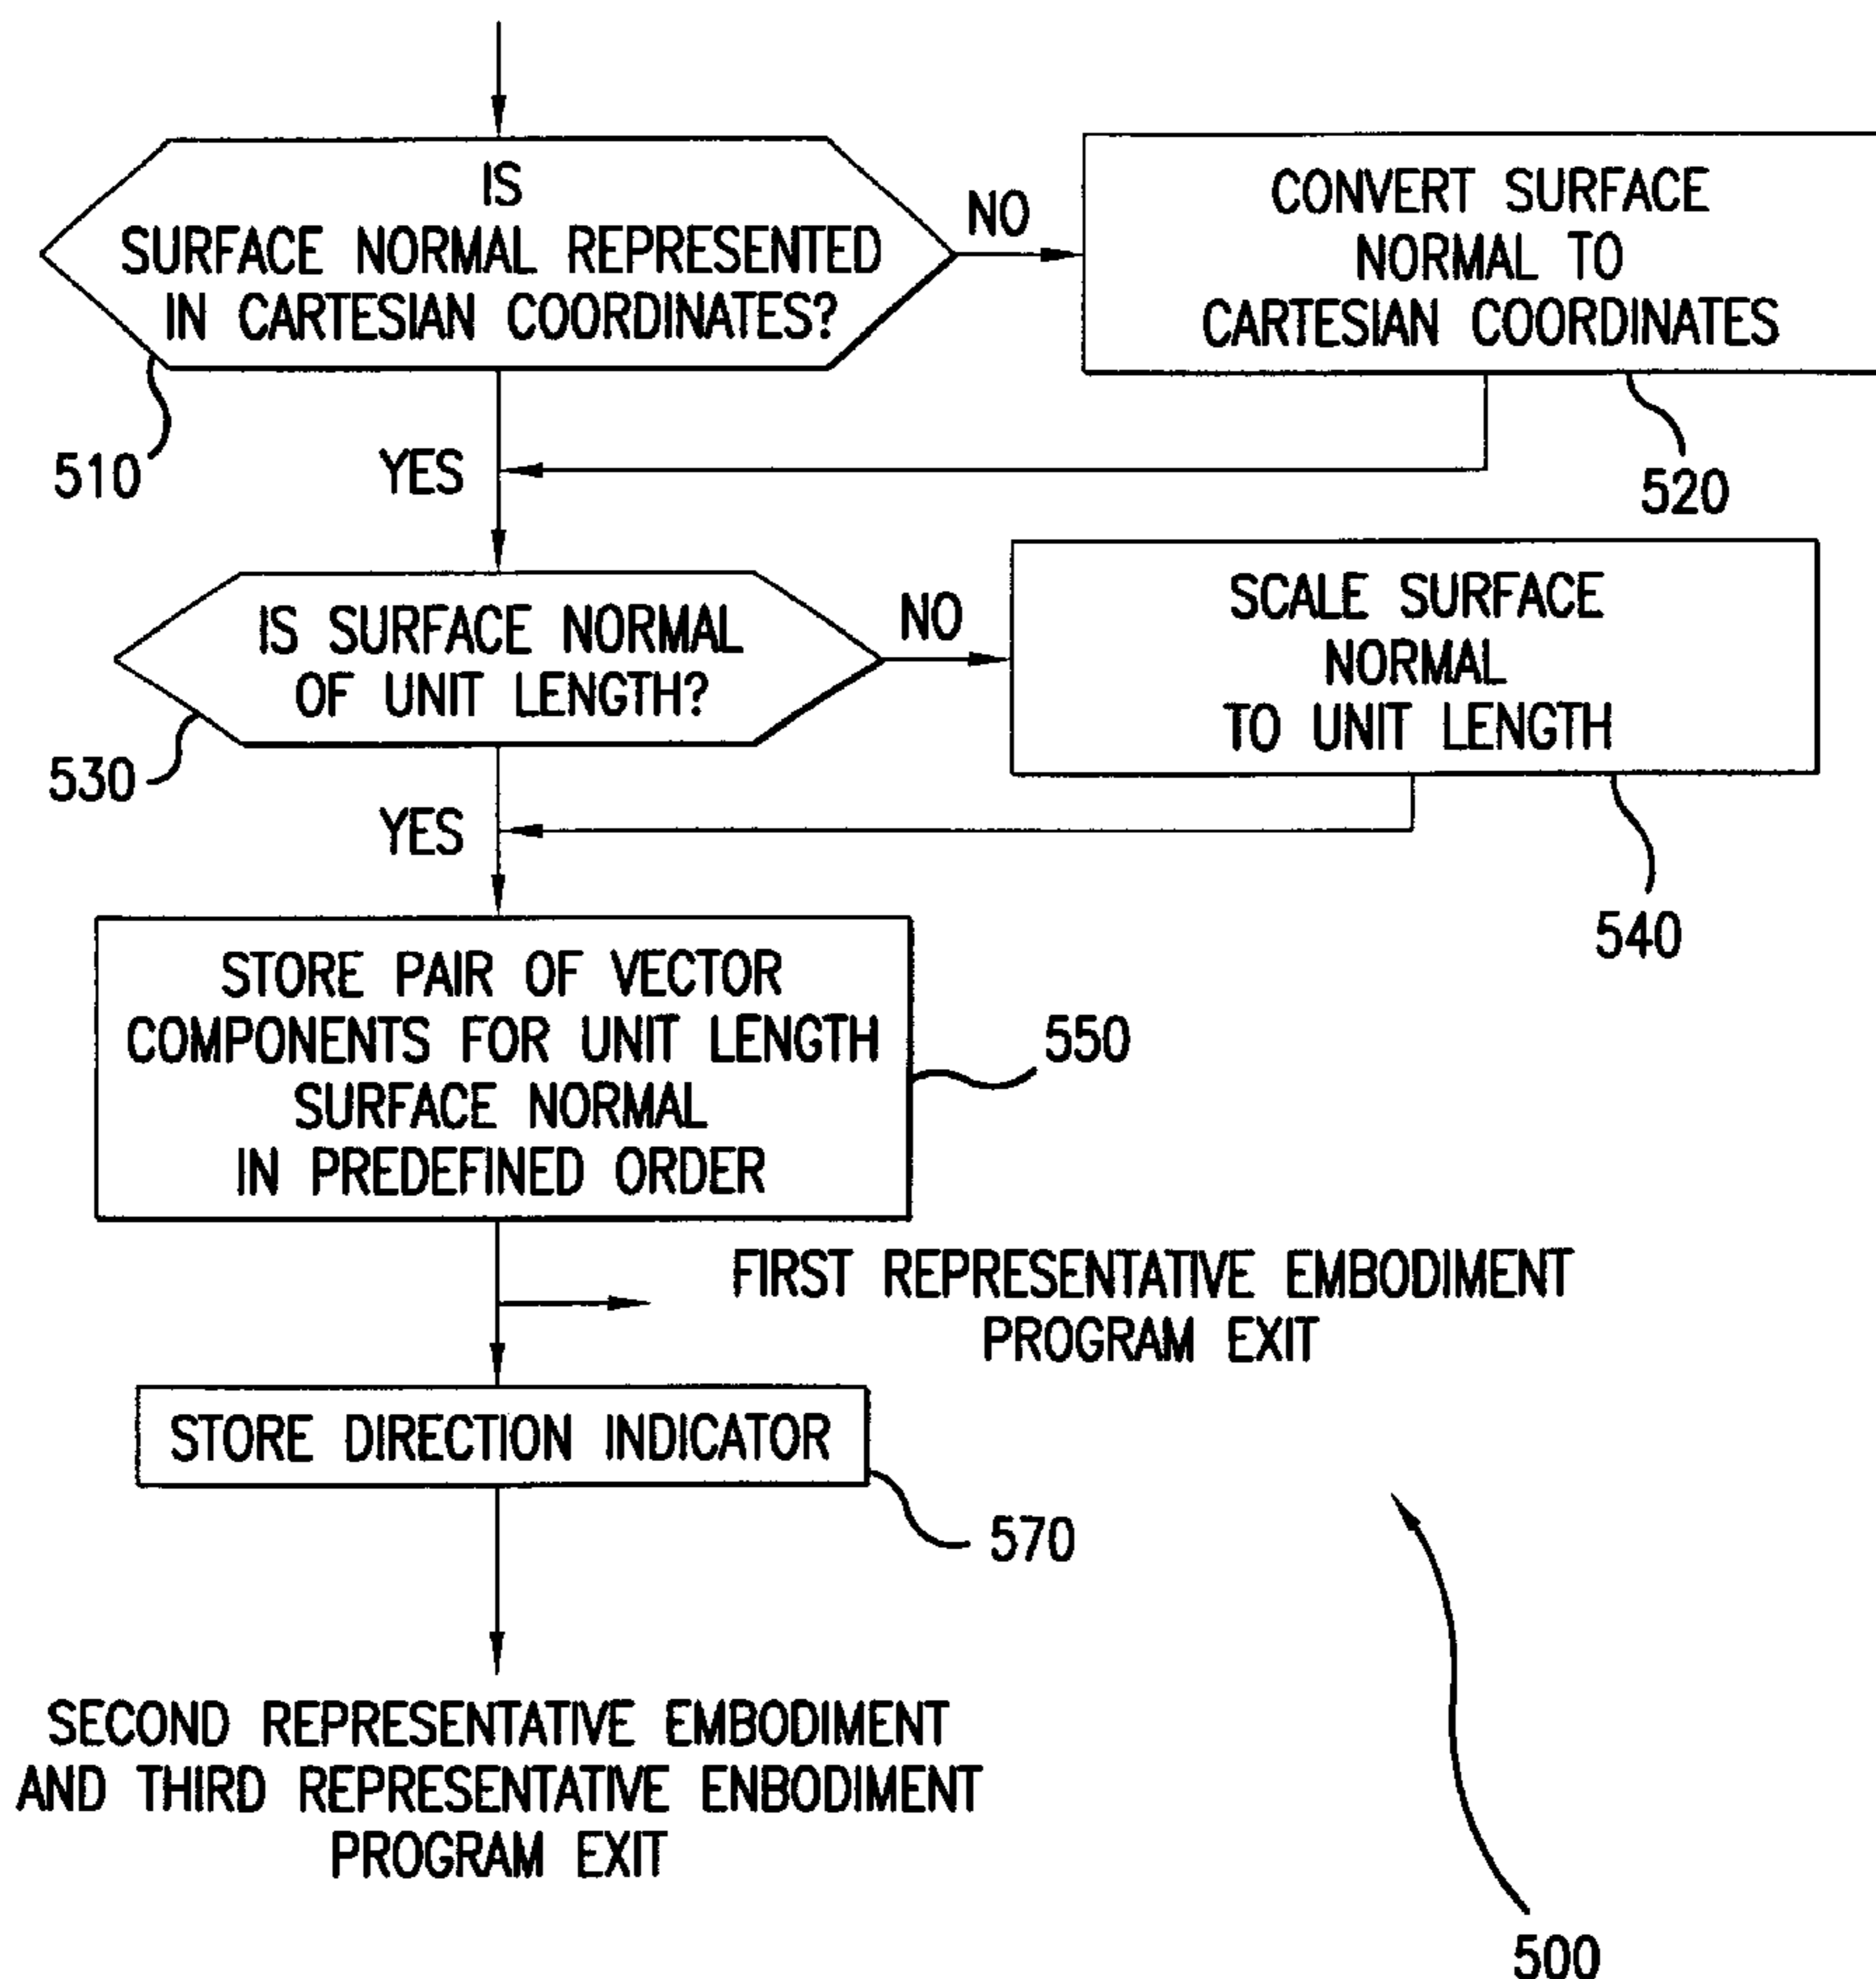 IS
SURFACE NORMAL REPRESENTED
IN CARTESIAN COORDINATES?
NO
CONVERT SURFACE
NORMAL TO
CARTESIAN COORDINATES
510
YES
520
IS SURFACE NORMAL
OF UNIT LENGTH?
NO
SCALE SURFACE
NORMAL
TO UNIT LENGTH
530
YES
540
STORE PAIR OF VECTOR
COMPONENTS FOR UNIT LENGTH
SURFACE NORMAL
IN PREDEFINED ORDER
550
FIRST REPRESENTATIVE EMBODIMENT
PROGRAM EXIT
STORE DIRECTION INDICATOR
570
SECOND REPRESENTATIVE EMBODIMENT
AND THIRD REPRESENTATIVE ENBODIMENT
PROGRAM EXIT
500